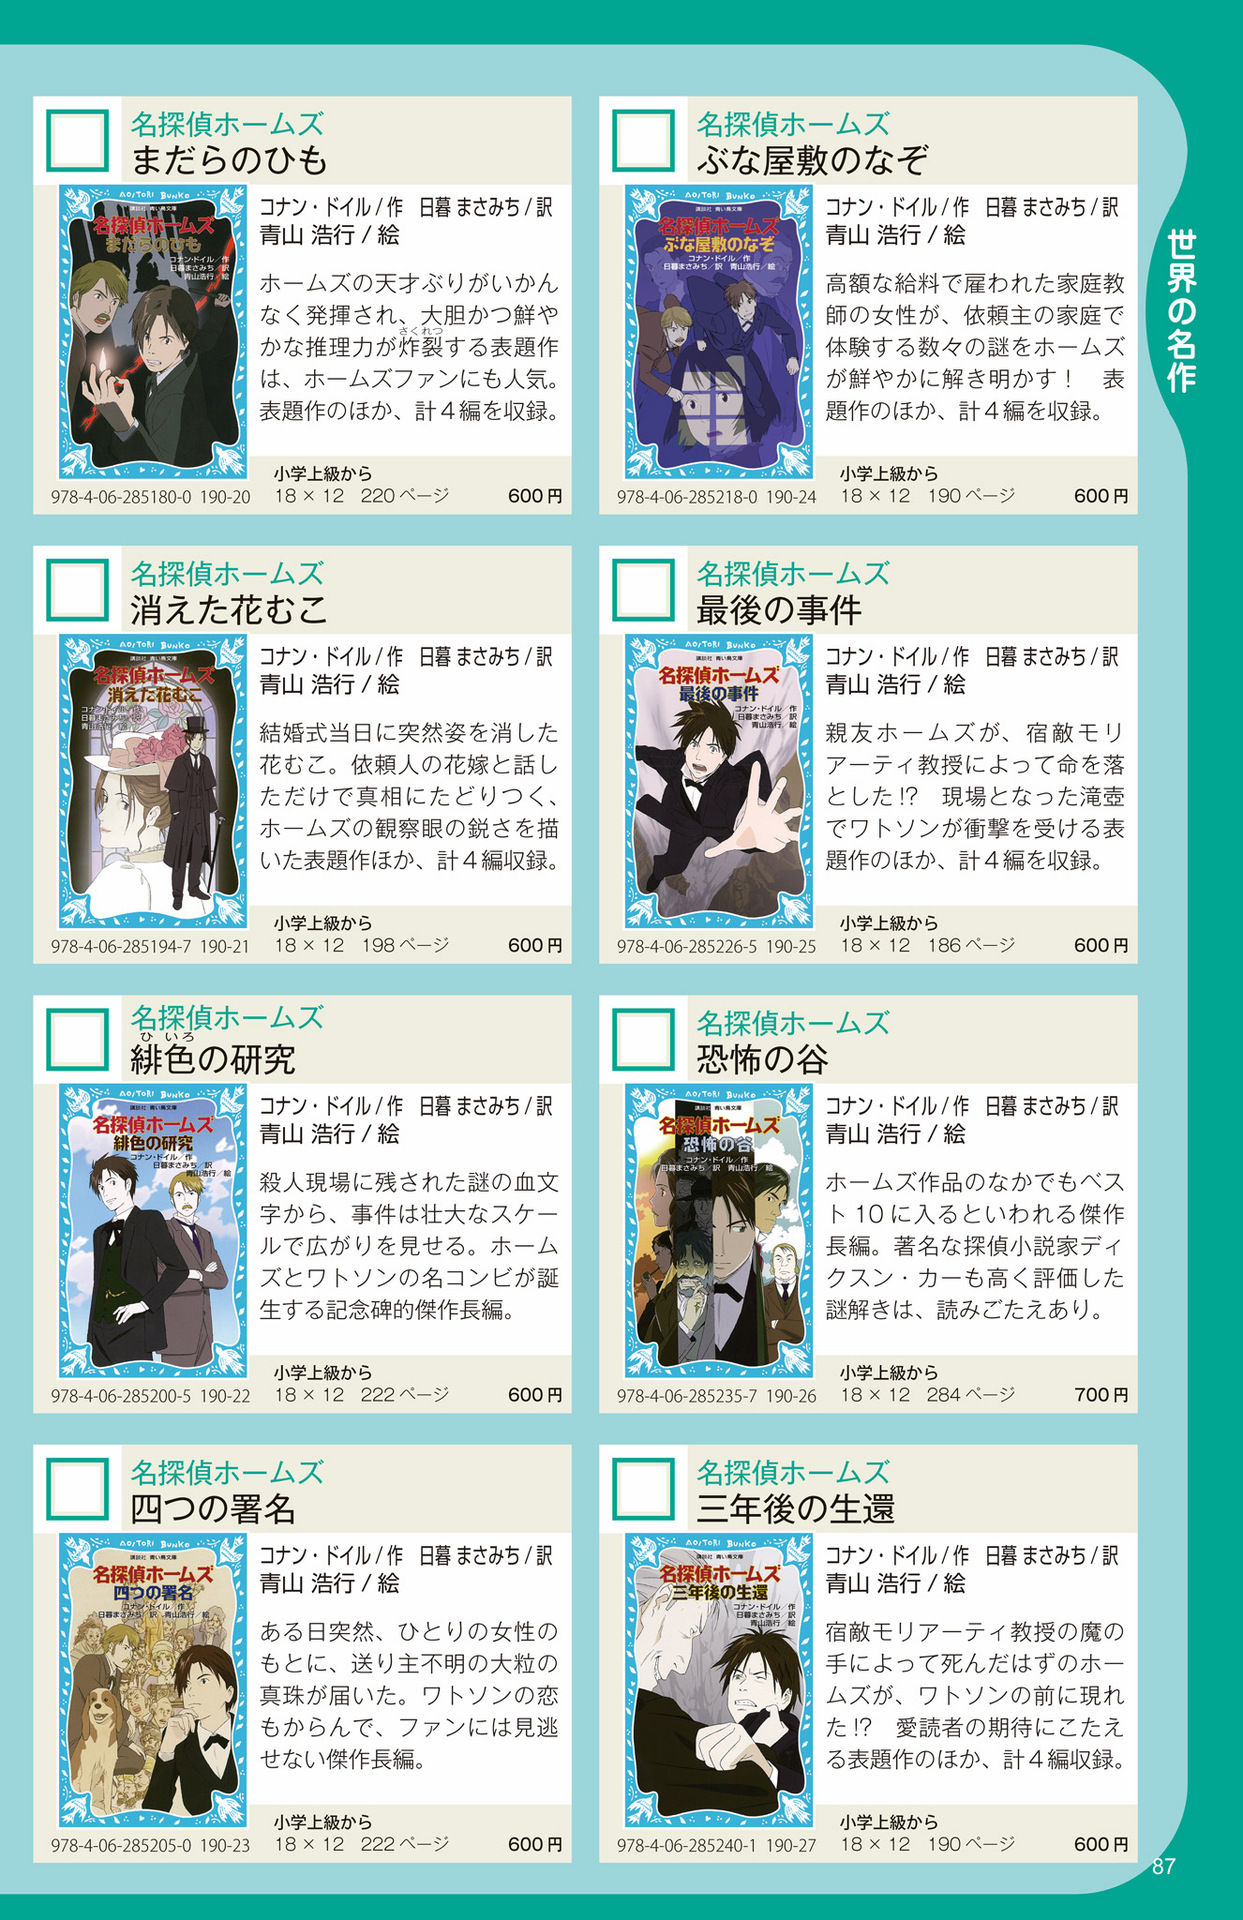 世界の名作
名探偵ホームズ
まだらのひも
AOITORI BUNKO
講談社 青い鳥文庫
名探偵ホームズ
まだらのひも
コナン・ドイル／作
日暮まさみち／訳
青山浩行／絵
コナン・ドイル / 作　日暮 まさみち / 訳
青山 浩行 / 絵
ホームズの天才ぶりがいかん
なく発揮され、大胆かつ鮮や
さくれつ
かな推理力が炸裂する表題作
は、ホームズファンにも人気。
表題作のほか、計４編を収録。
小学上級から
978-4-06-285180-0 190-20 18 × 12 220 ページ 600 円
名探偵ホームズ
消えた花むこ
AOITORI BUNKO
講談社 青い鳥文庫
名探偵ホームズ
消えた花むこ
コナン・ドイル／作
日暮まさみち／訳
青山浩行／絵
コナン・ドイル / 作　日暮 まさみち / 訳
青山 浩行 / 絵
結婚式当日に突然姿を消した
花むこ。依頼人の花嫁と話し
ただけで真相にたどりつく、
ホームズの観察眼の鋭さを描
いた表題作ほか、計４編収録。
小学上級から
978-4-06-285194-7 190-21 18 × 12 198 ページ 600 円
名探偵ホームズ
ひ いろ
緋色の研究
AOITORI BUNKO
講談社 青い鳥文庫
名探偵ホームズ
緋色の研究
コナン・ドイル／作
日暮まさみち／訳
青山浩行／絵
コナン・ドイル / 作　日暮 まさみち / 訳
青山 浩行 / 絵
殺人現場に残された謎の血文
字から、事件は壮大なスケー
ルで広がりを見せる。ホーム
ズとワトソンの名コンビが誕
生する記念碑的傑作長編。
小学上級から
978-4-06-285200-5 190-22 18 × 12 222 ページ 600 円
名探偵ホームズ
四つの署名
AOITORI BUNKO
講談社 青い鳥文庫
名探偵ホームズ
四つの署名
コナン・ドイル／作
日暮まさみち／訳 青山浩行／絵
コナン・ドイル / 作　日暮 まさみち / 訳
青山 浩行 / 絵
ある日突然、ひとりの女性の
もとに、送り主不明の大粒の
真珠が届いた。ワトソンの恋
もからんで、ファンには見逃
せない傑作長編。
小学上級から
978-4-06-285205-0 190-23 18 × 12 222 ページ 600 円
名探偵ホームズ
ぶな屋敷のなぞ
AOITORI BUNKO
講談社 青い鳥文庫
名探偵ホームズ
ぶな屋敷のなぞ
コナン・ドイル／作
日暮まさみち／訳 青山浩行／絵
コナン・ドイル / 作　日暮 まさみち / 訳
青山 浩行 / 絵
高額な給料で雇われた家庭教
師の女性が、依頼主の家庭で
体験する数々の謎をホームズ
が鮮やかに解き明かす！　表
題作のほか、計４編を収録。
小学上級から
978-4-06-285218-0 190-24 18 × 12 190 ページ 600 円
名探偵ホームズ
最後の事件
AOITORI BUNKO
講談社 青い鳥文庫
名探偵ホームズ
最後の事件
コナン・ドイル／作
日暮まさみち／訳
青山浩行／絵
コナン・ドイル / 作　日暮 まさみち / 訳
青山 浩行 / 絵
親友ホームズが、宿敵モリ
アーティ教授によって命を落
とした!?　現場となった滝壺
でワトソンが衝撃を受ける表
題作のほか、計４編を収録。
小学上級から
978-4-06-285226-5 190-25 18 × 12 186 ページ 600 円
名探偵ホームズ
恐怖の谷
AOITORI BUNKO
講談社 青い鳥文庫
名探偵ホームズ
恐怖の谷
コナン・ドイル／作
日暮まさみち／訳 青山浩行／絵
コナン・ドイル / 作　日暮 まさみち / 訳
青山 浩行 / 絵
ホームズ作品のなかでもベス
ト 10 に入るといわれる傑作
長編。著名な探偵小説家ディ
クスン・カーも高く評価した
謎解きは、読みごたえあり。
小学上級から
978-4-06-285235-7 190-26 18 × 12 284 ページ 700 円
名探偵ホームズ
三年後の生還
AOITORI BUNKO
講談社 青い鳥文庫
名探偵ホームズ
三年後の生還
コナン・ドイル／作
日暮まさみち／訳
青山浩行／絵
コナン・ドイル / 作　日暮 まさみち / 訳
青山 浩行 / 絵
宿敵モリアーティ教授の魔の
手によって死んだはずのホー
ムズが、ワトソンの前に現れ
た!?　愛読者の期待にこたえ
る表題作のほか、計４編収録。
小学上級から
978-4-06-285240-1 190-27 18 × 12 190 ページ 600 円
87